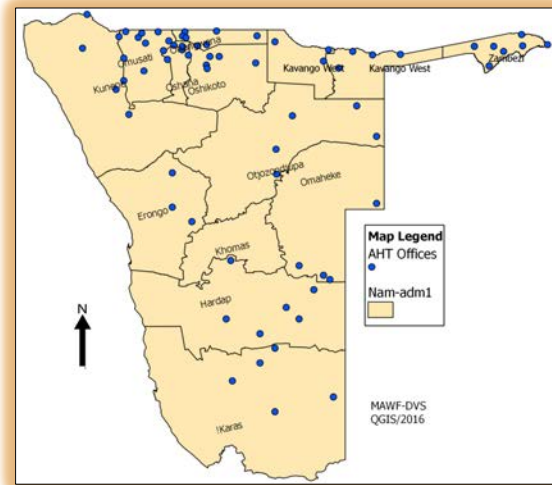 Omusati
Kunene
Oshana
Oshikoto
Kavango West
Kavango West
Zambezi
Otjozondjupa
Omaheke
Erongo
Khomas
Hardap
!Karas
N
Map Legend
AHT Offices
Nam-adm1
MAWF-DVS
QGIS/2016